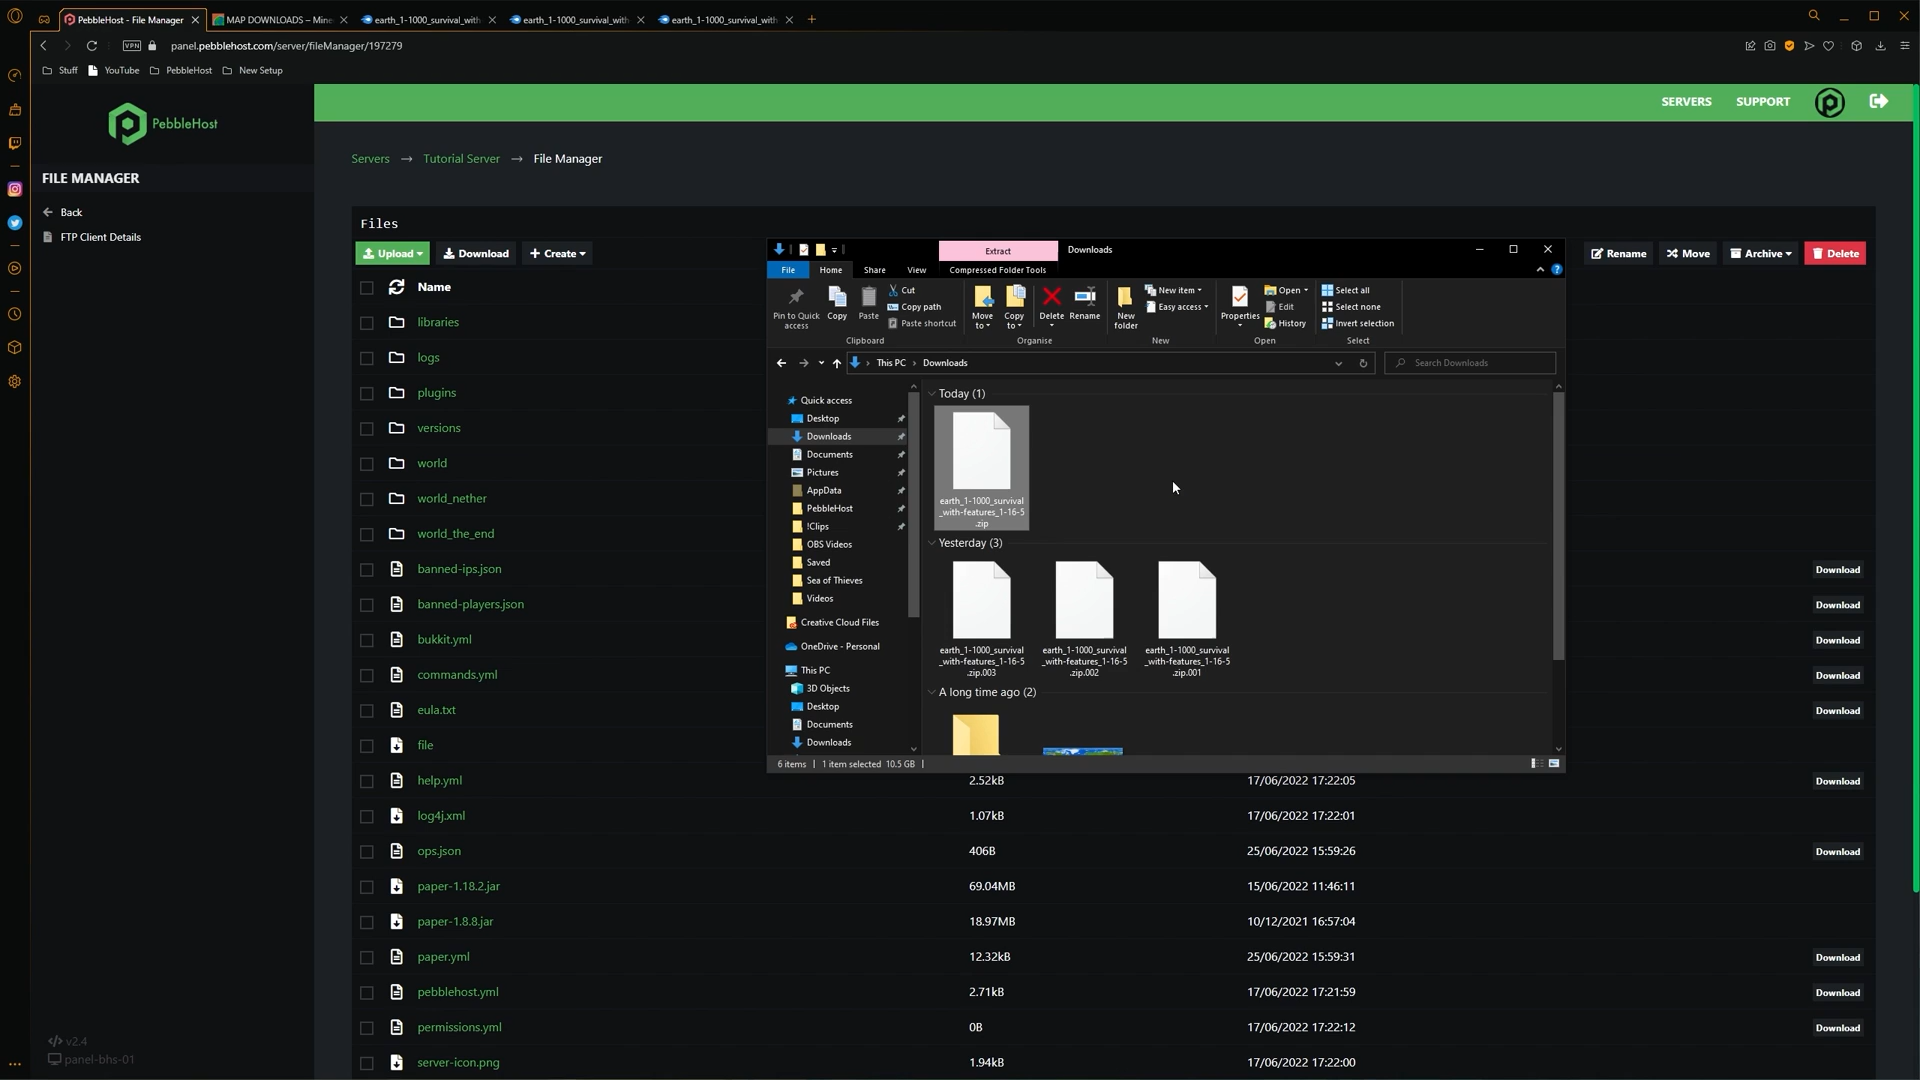 PebbleHost - File Manager
MAP DOWNLOADS – Mine
earth_1-1000_survival_with
earth_1-1000_survival_with
earth_1-1000_survival_with
VPN
panel.pebblehost.com/server/fileManager/197279
Stuff
YouTube
PebbleHost
New Setup
PebbleHost
SERVERS
SUPPORT
FILE MANAGER
Back
FTP Client Details
Servers → Tutorial Server → File Manager
Files
Upload
Download
Create
Rename
Move
Archive
Delete
Name
libraries
logs
plugins
versions
world
world_nether
world_the_end
banned-ips.json
Download
banned-players.json
Download
bukkit.yml
Download
commands.yml
Download
eula.txt
Download
file
help.yml
2.52kB
17/06/2022 17:22:05
Download
log4j.xml
1.07kB
17/06/2022 17:22:01
ops.json
406B
25/06/2022 15:59:26
Download
paper-1.18.2.jar
69.04MB
15/06/2022 11:46:11
paper-1.8.8.jar
18.97MB
10/12/2021 16:57:04
paper.yml
12.32kB
25/06/2022 15:59:31
Download
pebblehost.yml
2.71kB
17/06/2022 17:21:59
Download
permissions.yml
0B
17/06/2022 17:22:12
Download
server-icon.png
1.94kB
17/06/2022 17:22:00
v2.4
panel-bhs-01
Extract
Downloads
File
Home
Share
View
Compressed Folder Tools
Pin to Quick
access
Copy
Paste
Cut
Copy path
Paste shortcut
Clipboard
Move
to
Copy
to
Delete
Rename
Organise
New
folder
New item
Easy access
New
Properties
Open
Edit
History
Open
Select all
Select none
Invert selection
Select
This PC
Downloads
Search Downloads
Quick access
Desktop
Downloads
Documents
Pictures
AppData
PebbleHost
!Clips
OBS Videos
Saved
Sea of Thieves
Videos
Creative Cloud Files
OneDrive - Personal
This PC
3D Objects
Desktop
Documents
Downloads
Today (1)
earth_1-1000_survival
_with-features_1-16-5
.zip
Yesterday (3)
earth_1-1000_survival
_with-features_1-16-5
.zip.003
earth_1-1000_survival
_with-features_1-16-5
.zip.002
earth_1-1000_survival
_with-features_1-16-5
.zip.001
A long time ago (2)
6 items
1 item selected 10.5 GB